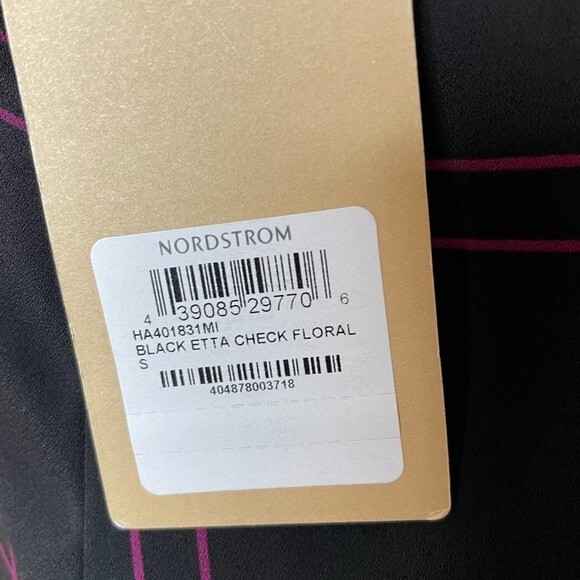 NORDSTROM
4 39085 29770 6
HA401831MI
BLACK ETTA CHECK FLORAL
S
404878003718